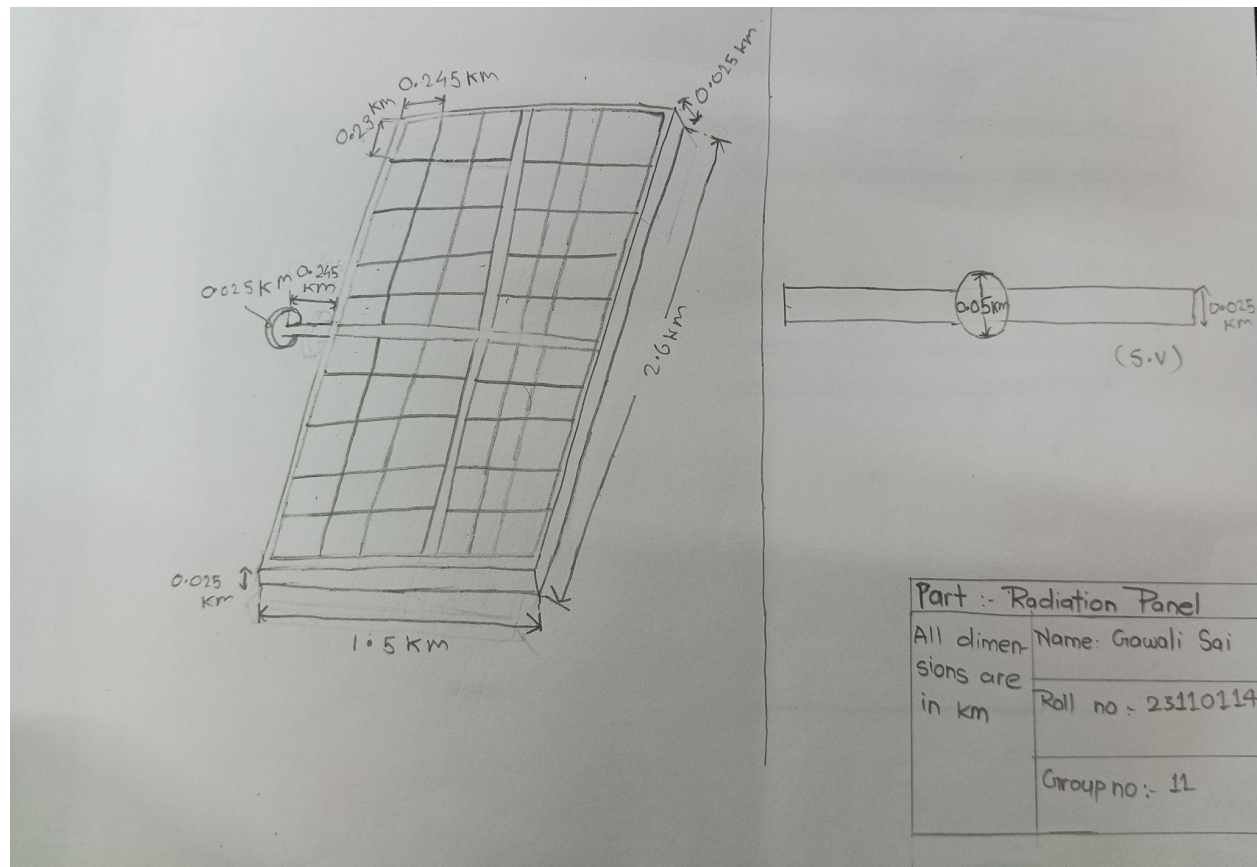 0.245 KM
0.23 KM
0.025 KM
0.025 KM
0.245
KM
2.6 KM
0.025
KM
1.5 KM
0.05Km
0.025
KM
(S.V)
Part :- Radiation Panel
All dimen-
sions are
in km
Name: Gawali Sai
Roll no :- 23110114
Group no :- 11